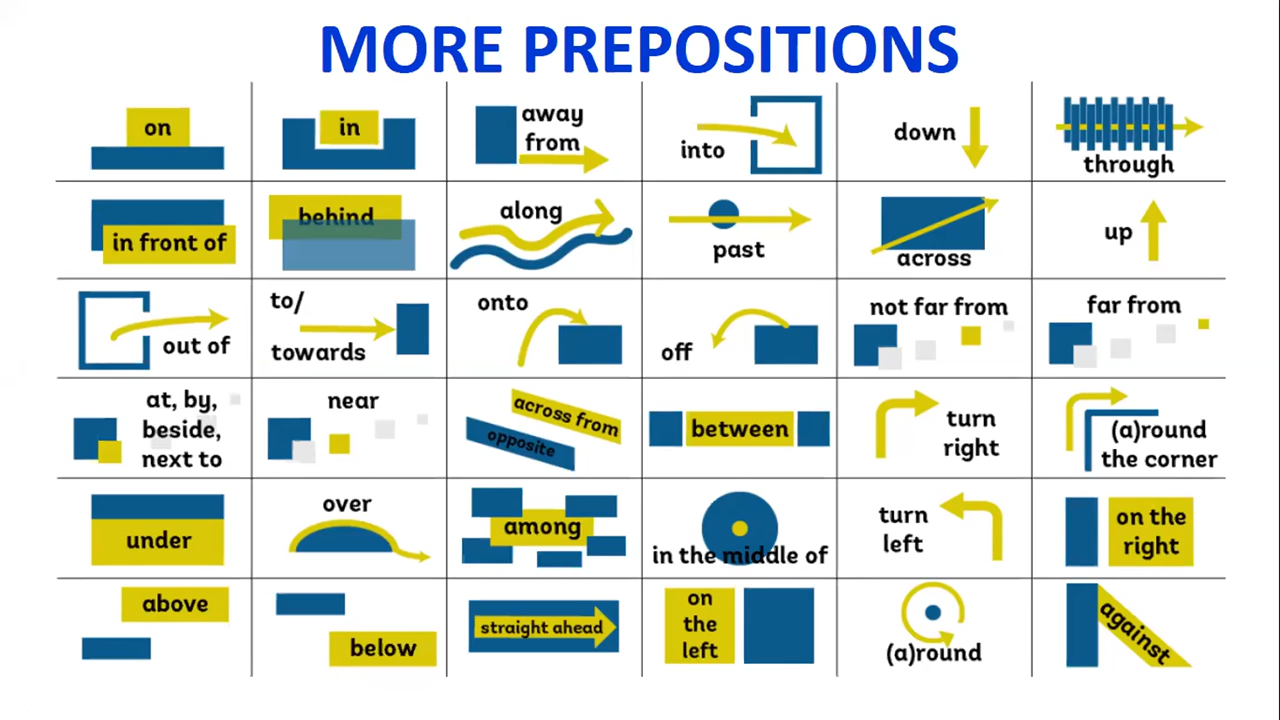 MORE PREPOSITIONS
on
in
away
from
into
down
through
in front of
behind
along
past
across
up
out of
to/
towards
onto
off
not far from
far from
at, by,
beside,
next to
near
across from
opposite
between
turn
right
(a)round
the corner
under
over
among
in the middle of
turn
left
on the
right
above
below
straight ahead
on
the
left
(a)round
against